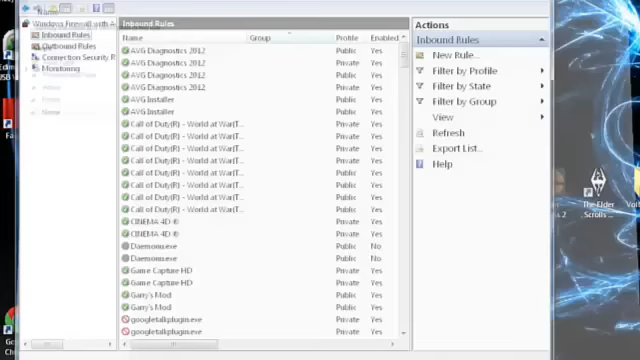 Name
Windows Firewall with A
Inbound Rules
Outbound Rules
Connection Security R
Monitoring
Inbound Rules
Name Group Profile Enabled
AVG Diagnostics 2012 Public Yes
AVG Diagnostics 2012 Private Yes
AVG Diagnostics 2012 Public Yes
AVG Diagnostics 2012 Private Yes
AVG Installer Private Yes
AVG Installer Public Yes
Call of Duty(R) - World at War(T... Private Yes
Call of Duty(R) - World at War(T... Public Yes
Call of Duty(R) - World at War(T... Public Yes
Call of Duty(R) - World at War(T... Private Yes
Call of Duty(R) - World at War(T... Public Yes
Call of Duty(R) - World at War(T... Private Yes
Call of Duty(R) - World at War(T... Public Yes
Call of Duty(R) - World at War(T... Private Yes
CINEMA 4D ® Private Yes
CINEMA 4D ® Private Yes
Daemonu.exe Public No
Daemonu.exe Public No
Game Capture HD Private Yes
Game Capture HD Private Yes
Garry's Mod Public Yes
Garry's Mod Private Yes
googletalkplugin.exe Private Yes
googletalkplugin.exe Private Yes
Actions
Inbound Rules
New Rule...
Filter by Profile
Filter by State
Filter by Group
View
Refresh
Export List...
Help
The Elder
Scrolls ...